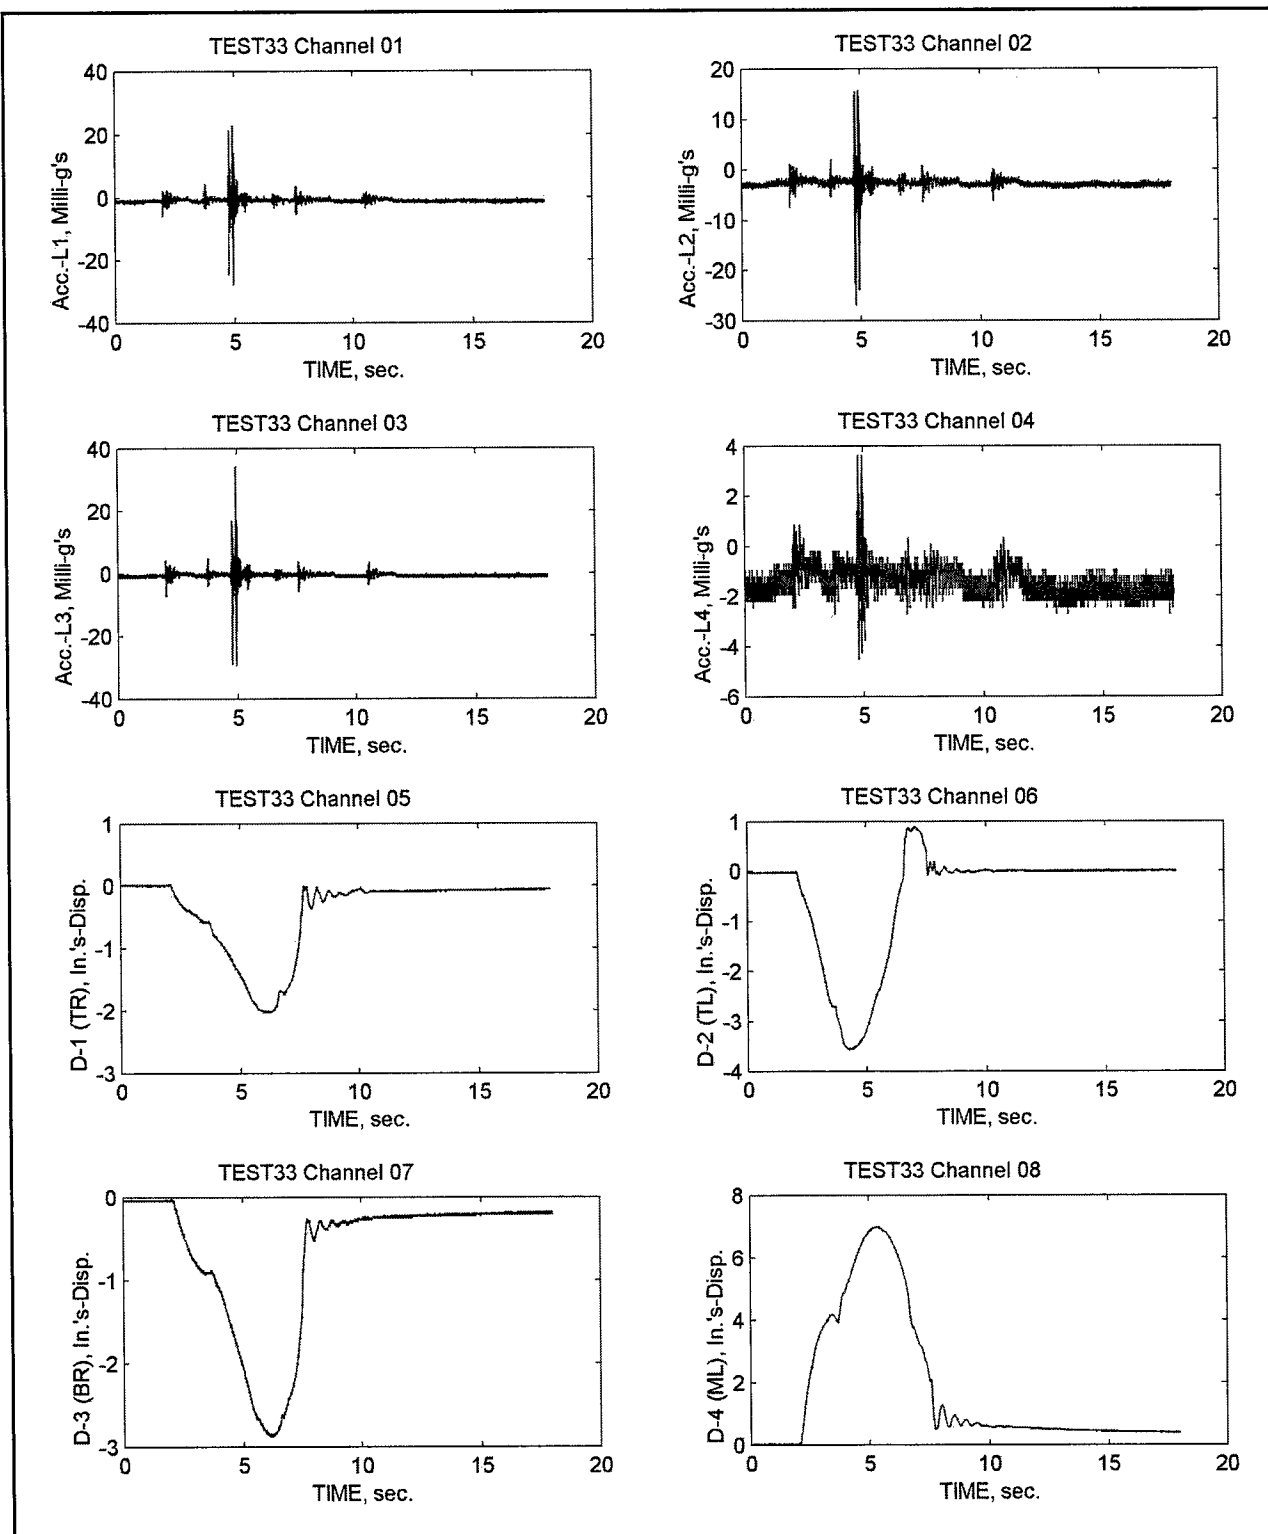 TEST33 Channel 01
40
20
0
-20
-40
Acc.-L1, Milli-g's
0 5 10 15 20
TIME, sec.
TEST33 Channel 02
20
10
0
-10
-20
-30
Acc.-L2, Milli-g's
0 5 10 15 20
TIME, sec.
TEST33 Channel 03
40
20
0
-20
-40
Acc.-L3, Milli-g's
0 5 10 15 20
TIME, sec.
TEST33 Channel 04
4
2
0
-2
-4
-6
Acc.-L4, Milli-g's
0 5 10 15 20
TIME, sec.
TEST33 Channel 05
1
0
-1
-2
-3
D-1 (TR), In.'s-Disp.
0 5 10 15 20
TIME, sec.
TEST33 Channel 06
1
0
-1
-2
-3
-4
D-2 (TL), In.'s-Disp.
0 5 10 15 20
TIME, sec.
TEST33 Channel 07
0
-1
-2
-3
D-3 (BR), In.'s-Disp.
0 5 10 15 20
TIME, sec.
TEST33 Channel 08
8
6
4
2
0
D-4 (ML), In.'s-Disp.
0 5 10 15 20
TIME, sec.